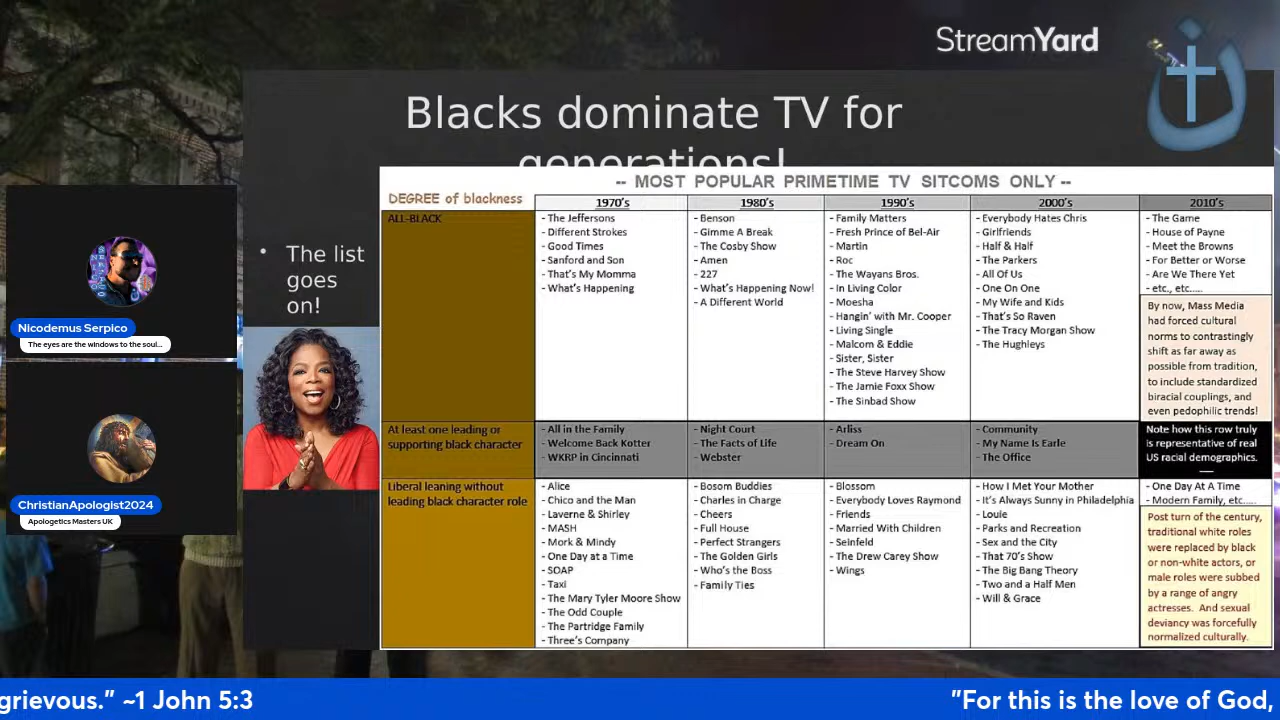 StreamYard
Blacks dominate TV for
generations!
• The list
goes
on!
-- MOST POPULAR PRIMETIME TV SITCOMS ONLY --
DEGREE of blackness
1970's
1980's
1990's
2000's
2010's
ALL-BLACK
- The Jeffersons
- Different Strokes
- Good Times
- Sanford and Son
- That's My Momma
- What's Happening
- Benson
- Gimme A Break
- The Cosby Show
- Amen
- 227
- What's Happening Now!
- A Different World
- Family Matters
- Fresh Prince of Bel-Air
- Martin
- Roc
- The Wayans Bros.
- In Living Color
- Moesha
- Hangin' with Mr. Cooper
- Living Single
- Malcom & Eddie
- Sister, Sister
- The Steve Harvey Show
- The Jamie Foxx Show
- The Sinbad Show
- Everybody Hates Chris
- Girlfriends
- Half & Half
- The Parkers
- All Of Us
- One On One
- My Wife and Kids
- That's So Raven
- The Tracy Morgan Show
- The Hughleys
- The Game
- House of Payne
- Meet the Browns
- For Better or Worse
- Are We There Yet
- etc., etc.....
By now, Mass Media
had forced cultural
norms to contrastingly
shift as far away as
possible from tradition,
to include standardized
biracial couplings, and
even pedophilic trends!
At least one leading or
supporting black character
- All in the Family
- Welcome Back Kotter
- WKRP in Cincinnati
- Night Court
- The Facts of Life
- Webster
- Arliss
- Dream On
- Community
- My Name Is Earle
- The Office
Note how this row truly
is representative of real
US racial demographics.
Liberal leaning without
leading black character role
- Alice
- Chico and the Man
- Laverne & Shirley
- MASH
- Mork & Mindy
- One Day at a Time
- SOAP
- Taxi
- The Mary Tyler Moore Show
- The Odd Couple
- The Partridge Family
- Three's Company
- Bosom Buddies
- Charles in Charge
- Cheers
- Full House
- Perfect Strangers
- The Golden Girls
- Who's the Boss
- Family Ties
- Blossom
- Everybody Loves Raymond
- Friends
- Married With Children
- Seinfeld
- The Drew Carey Show
- Wings
- How I Met Your Mother
- It's Always Sunny in Philadelphia
- Louie
- Parks and Recreation
- Sex and the City
- That 70's Show
- The Big Bang Theory
- Two and a Half Men
- Will & Grace
- One Day At A Time
- Modern Family, etc.....
Post turn of the century,
traditional white roles
were replaced by black
or non-white actors, or
male roles were subbed
by a range of angry
actresses. And sexual
deviancy was forcefully
normalized culturally.
Nicodemus Serpico
The eyes are the windows to the soul...
ChristianApologist2024
Apologetics Masters UK
grievous." ~1 John 5:3
"For this is the love of God,